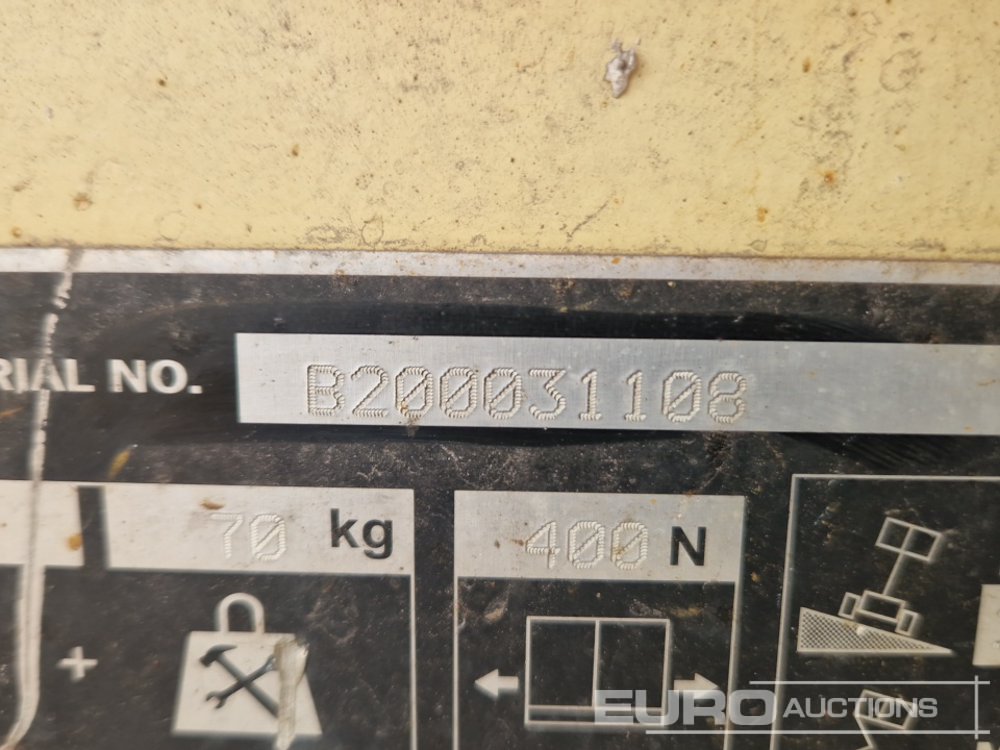 RIAL NO. B200031108
70 kg 400 N
EURO AUCTIONS